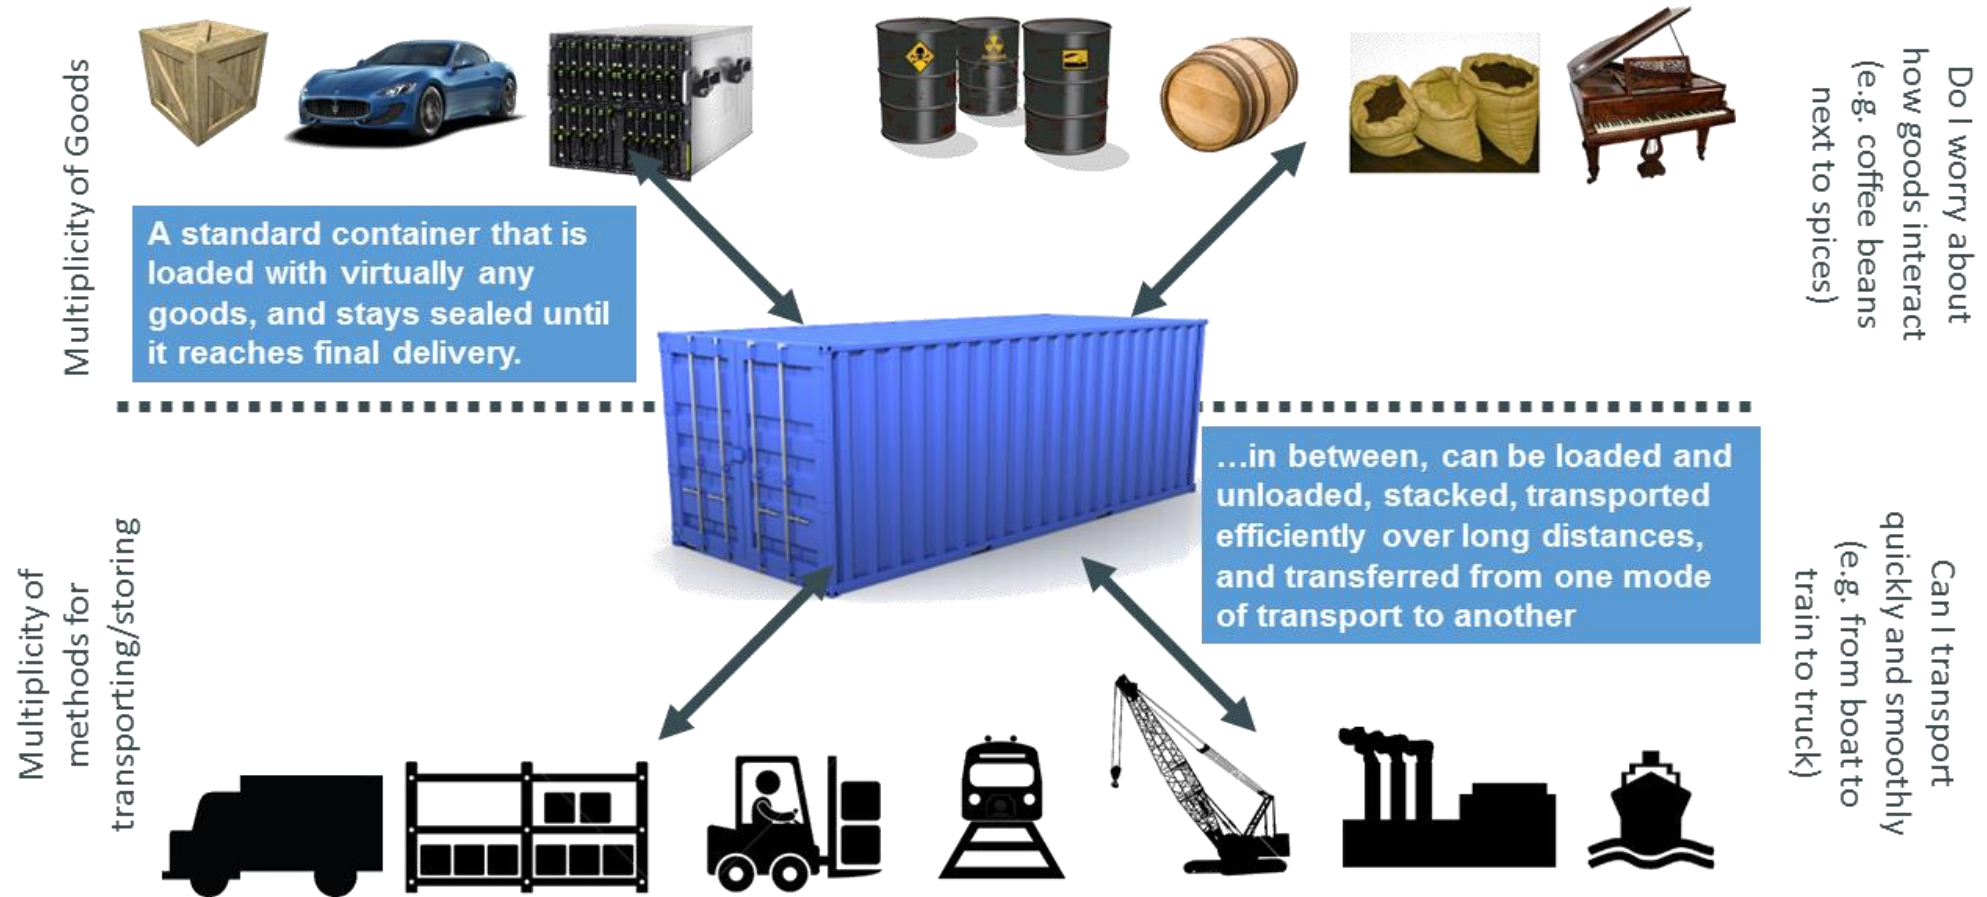 Multiplicity of Goods
A standard container that is
loaded with virtually any
goods, and stays sealed until
it reaches final delivery.
Do I worry about
how goods interact
(e.g. coffee beans
next to spices)
Multiplicity of
methods for
transporting/storing
...in between, can be loaded and
unloaded, stacked, transported
efficiently over long distances,
and transferred from one mode
of transport to another
Can I transport
quickly and smoothly
(e.g. from boat to
train to truck)